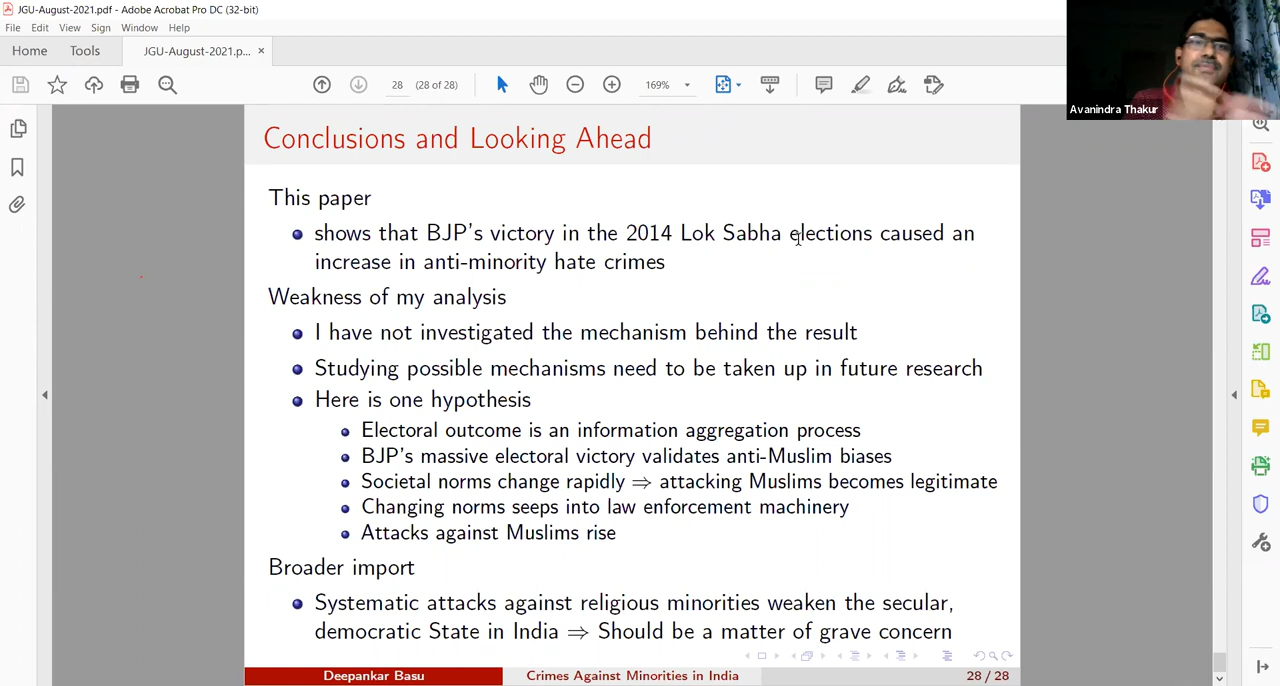 JGU-August-2021.pdf - Adobe Acrobat Pro DC (32-bit)
File Edit View Sign Window Help
Home Tools JGU-August-2021.p... ×
28 (28 of 28) 169%
Avanindra Thakur
Conclusions and Looking Ahead
This paper
shows that BJP's victory in the 2014 Lok Sabha elections caused an
increase in anti-minority hate crimes
Weakness of my analysis
I have not investigated the mechanism behind the result
Studying possible mechanisms need to be taken up in future research
Here is one hypothesis
Electoral outcome is an information aggregation process
BJP's massive electoral victory validates anti-Muslim biases
Societal norms change rapidly ⇒ attacking Muslims becomes legitimate
Changing norms seeps into law enforcement machinery
Attacks against Muslims rise
Broader import
Systematic attacks against religious minorities weaken the secular,
democratic State in India ⇒ Should be a matter of grave concern
Deepankar Basu Crimes Against Minorities in India 28 / 28